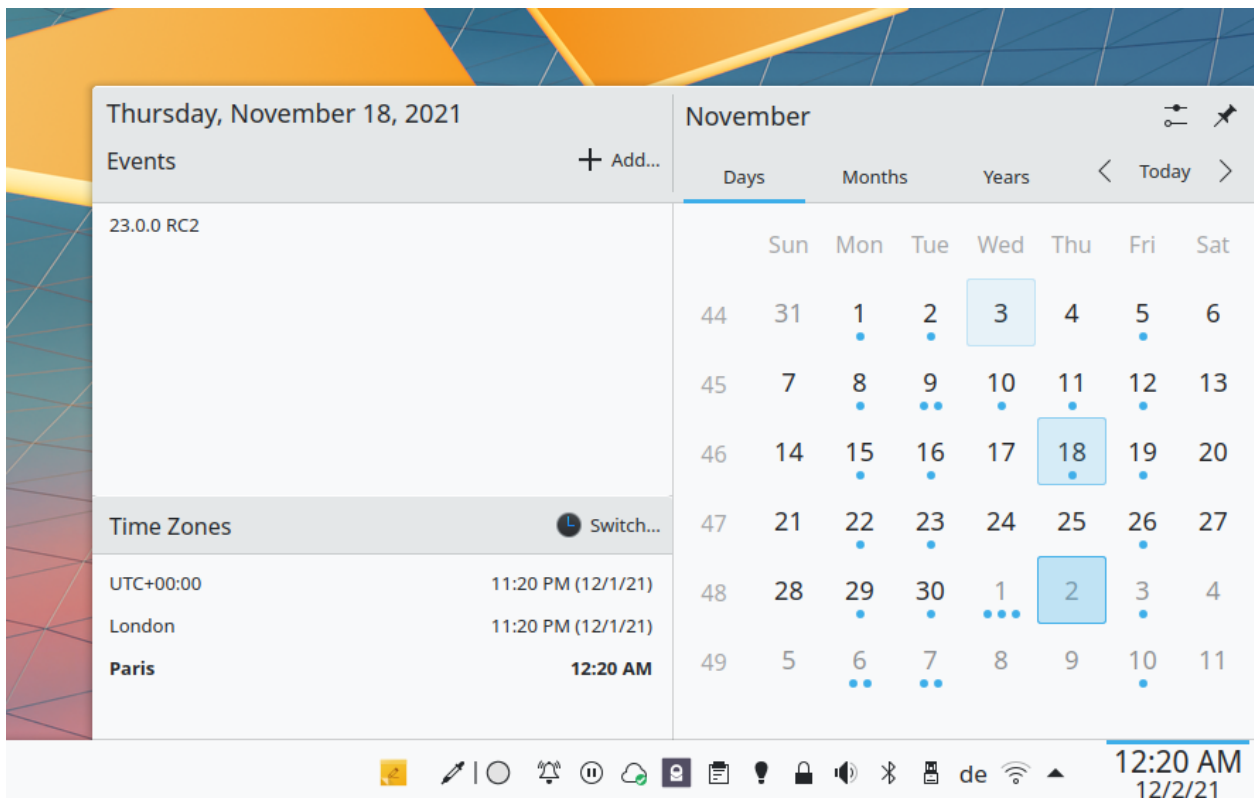 Thursday, November 18, 2021
Events
Add...
23.0.0 RC2
Time Zones
Switch...
UTC+00:00 11:20 PM (12/1/21)
London 11:20 PM (12/1/21)
Paris 12:20 AM
November
Days Months Years Today
Sun Mon Tue Wed Thu Fri Sat
44 31 1 2 3 4 5 6
45 7 8 9 10 11 12 13
46 14 15 16 17 18 19 20
47 21 22 23 24 25 26 27
48 28 29 30 1 2 3 4
49 5 6 7 8 9 10 11
de
12:20 AM
12/2/21